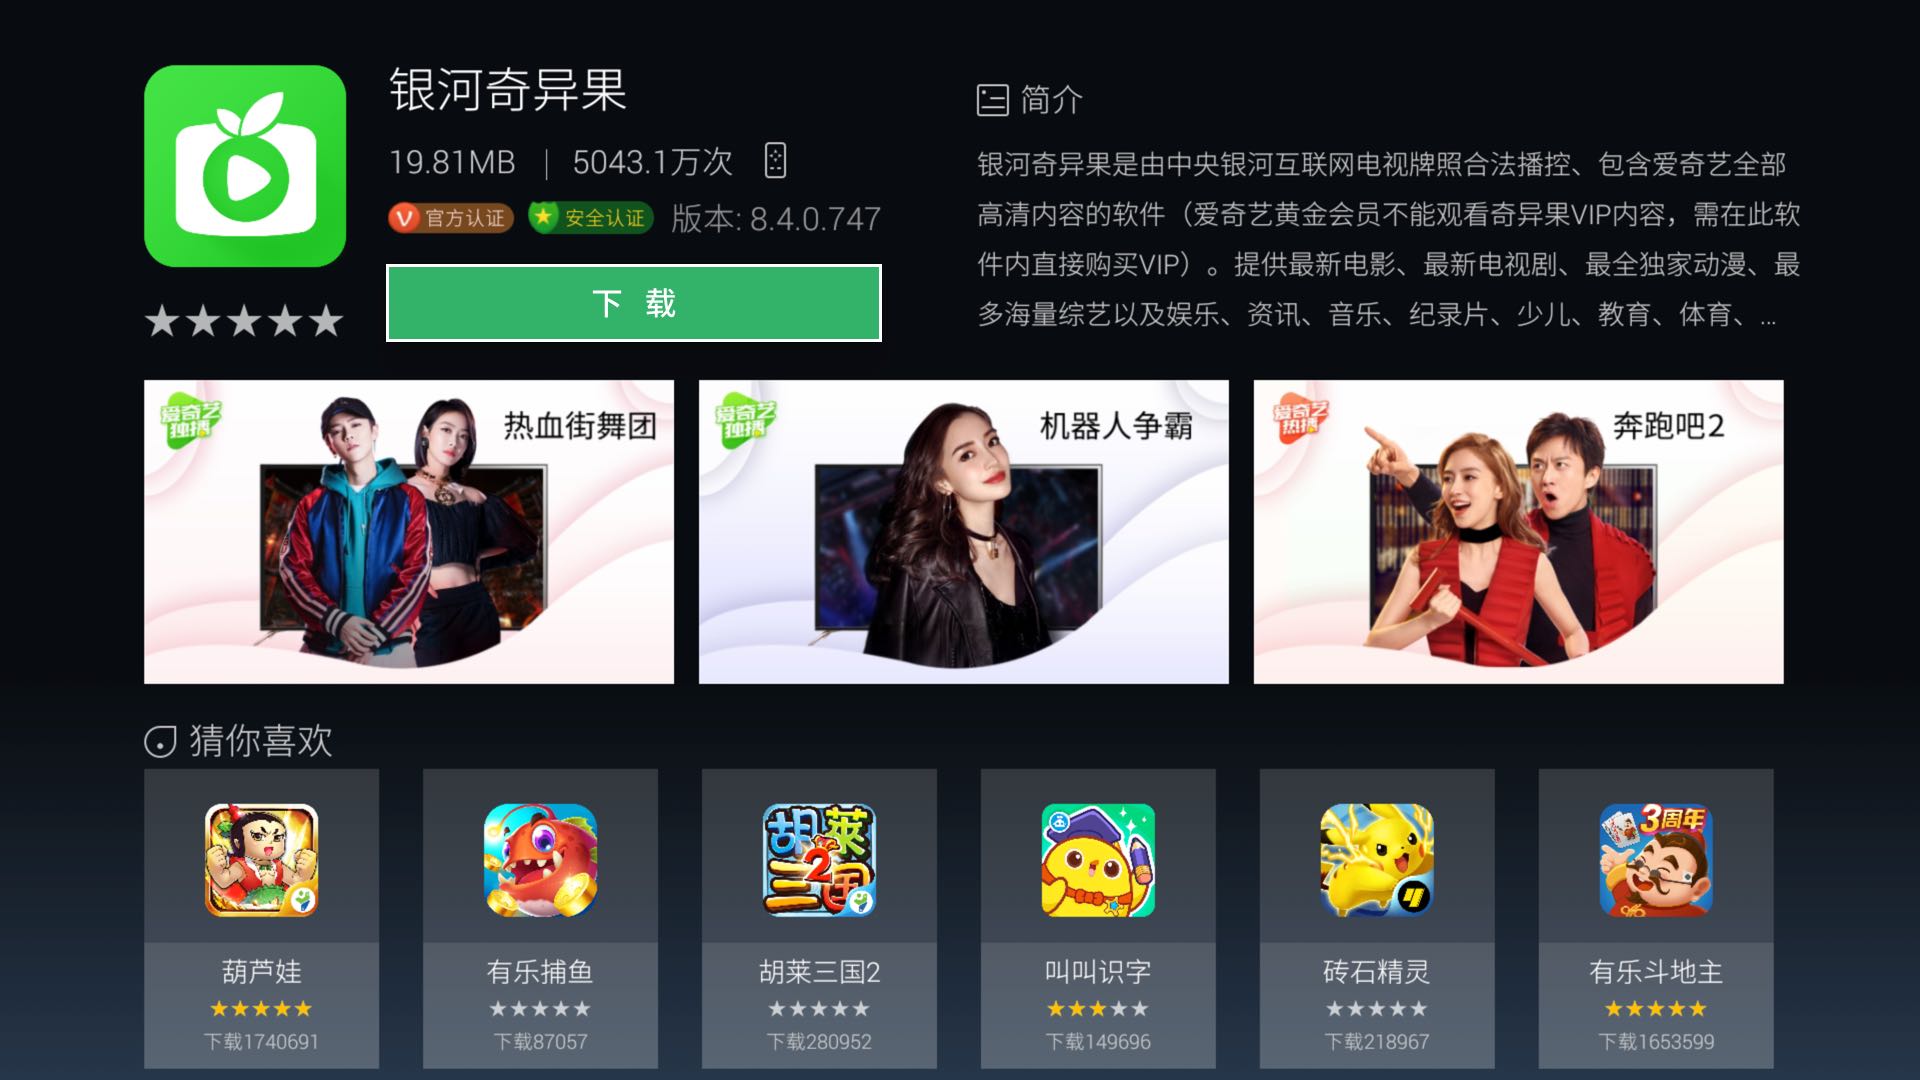 银河奇异果
19.81MB | 5043.1万次
官方认证 安全认证 版本: 8.4.0.747
下 载
简介
银河奇异果是由中央银河互联网电视牌照合法播控、包含爱奇艺全部
高清内容的软件（爱奇艺黄金会员不能观看奇异果VIP内容，需在此软
件内直接购买VIP）。提供最新电影、最新电视剧、最全独家动漫、最
多海量综艺以及娱乐、资讯、音乐、纪录片、少儿、教育、体育、...
爱奇艺
独播
热血街舞团
爱奇艺
独播
机器人争霸
爱奇艺
热播
奔跑吧2
猜你喜欢
胡莱
三国
2
3周年
葫芦娃
下载1740691
有乐捕鱼
下载87057
胡莱三国2
下载280952
叫叫识字
下载149696
砖石精灵
下载218967
有乐斗地主
下载1653599